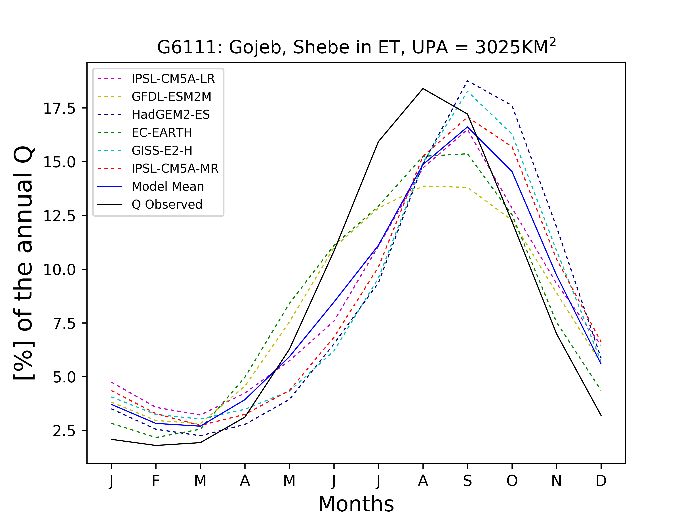 G6111: Gojeb, Shebe in ET, UPA = 3025KM²
IPSL-CM5A-LR
GFDL-ESM2M
HadGEM2-ES
EC-EARTH
GISS-E2-H
IPSL-CM5A-MR
Model Mean
Q Observed
[%] of the annual Q
17.5
15.0
12.5
10.0
7.5
5.0
2.5
J F M A M J J A S O N D
Months